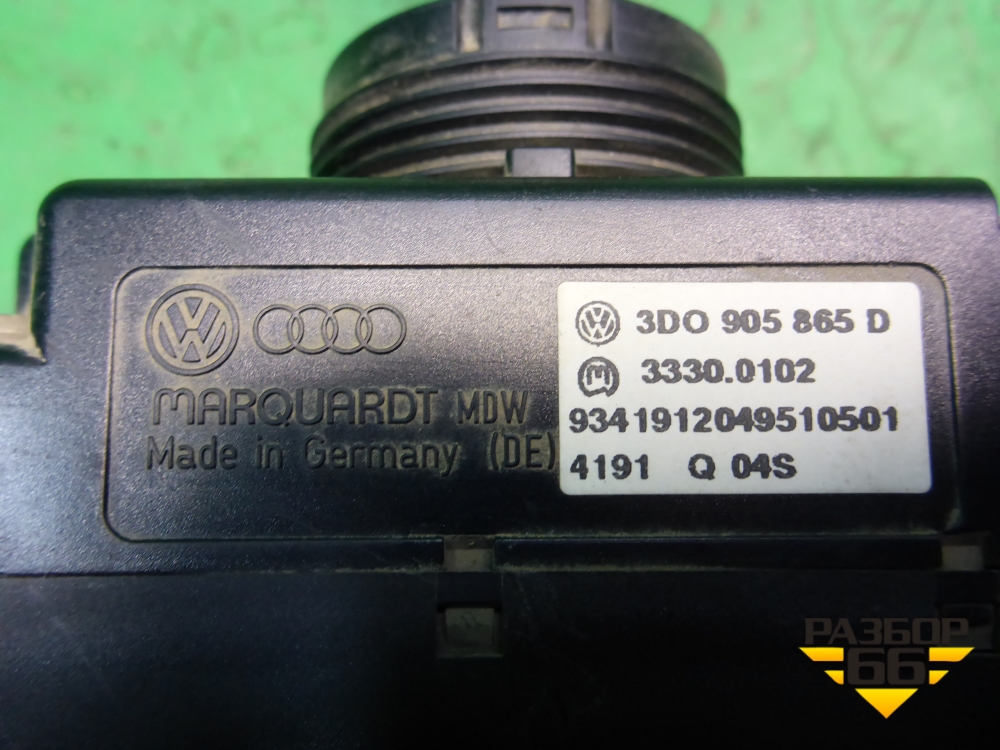 MARQUARDT MDW
Made in Germany (DE)
3D0 905 865 D
3330.0102
9341912049510501
4191 Q 04S
РАЗБОР
66